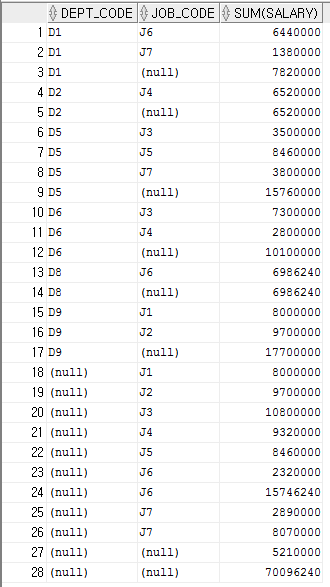 DEPT_CODE JOB_CODE SUM(SALARY)
1 D1 J6 6440000
2 D1 J7 1380000
3 D1 (null) 7820000
4 D2 J4 6520000
5 D2 (null) 6520000
6 D5 J3 3500000
7 D5 J5 8460000
8 D5 J7 3800000
9 D5 (null) 15760000
10 D6 J3 7300000
11 D6 J4 2800000
12 D6 (null) 10100000
13 D8 J6 6986240
14 D8 (null) 6986240
15 D9 J1 8000000
16 D9 J2 9700000
17 D9 (null) 17700000
18 (null) J1 8000000
19 (null) J2 9700000
20 (null) J3 10800000
21 (null) J4 9320000
22 (null) J5 8460000
23 (null) J6 2320000
24 (null) J6 15746240
25 (null) J7 2890000
26 (null) J7 8070000
27 (null) (null) 5210000
28 (null) (null) 70096240